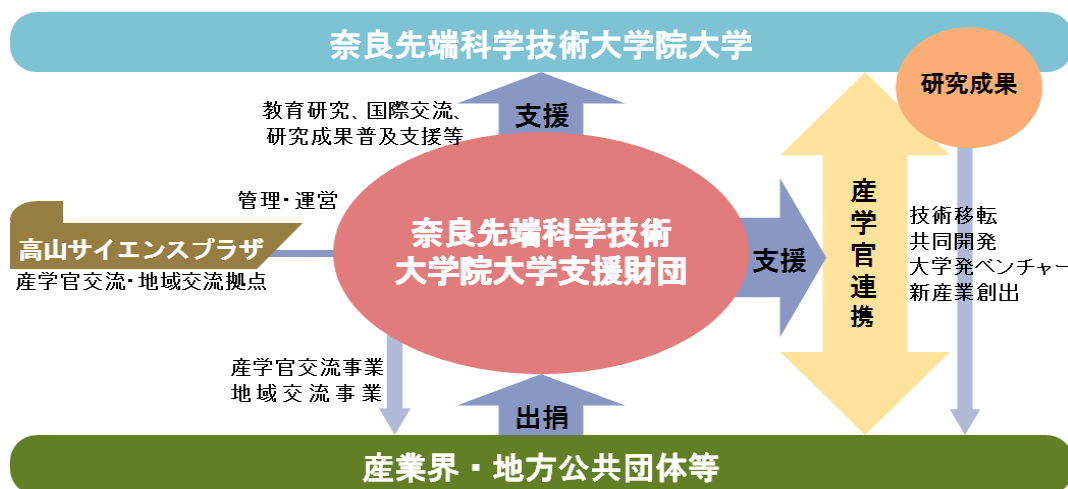 奈良先端科学技術大学院大学
研究成果
教育研究、国際交流、
研究成果普及支援等
支援
管理・運営
高山サイエンスプラザ
産学官交流・地域交流拠点
奈良先端科学技術
大学院大学支援財団
支援
産学官連携
技術移転
共同開発
大学発ベンチャー
新産業創出
産学官交流事業
地域交流事業
出捐
産業界・地方公共団体等